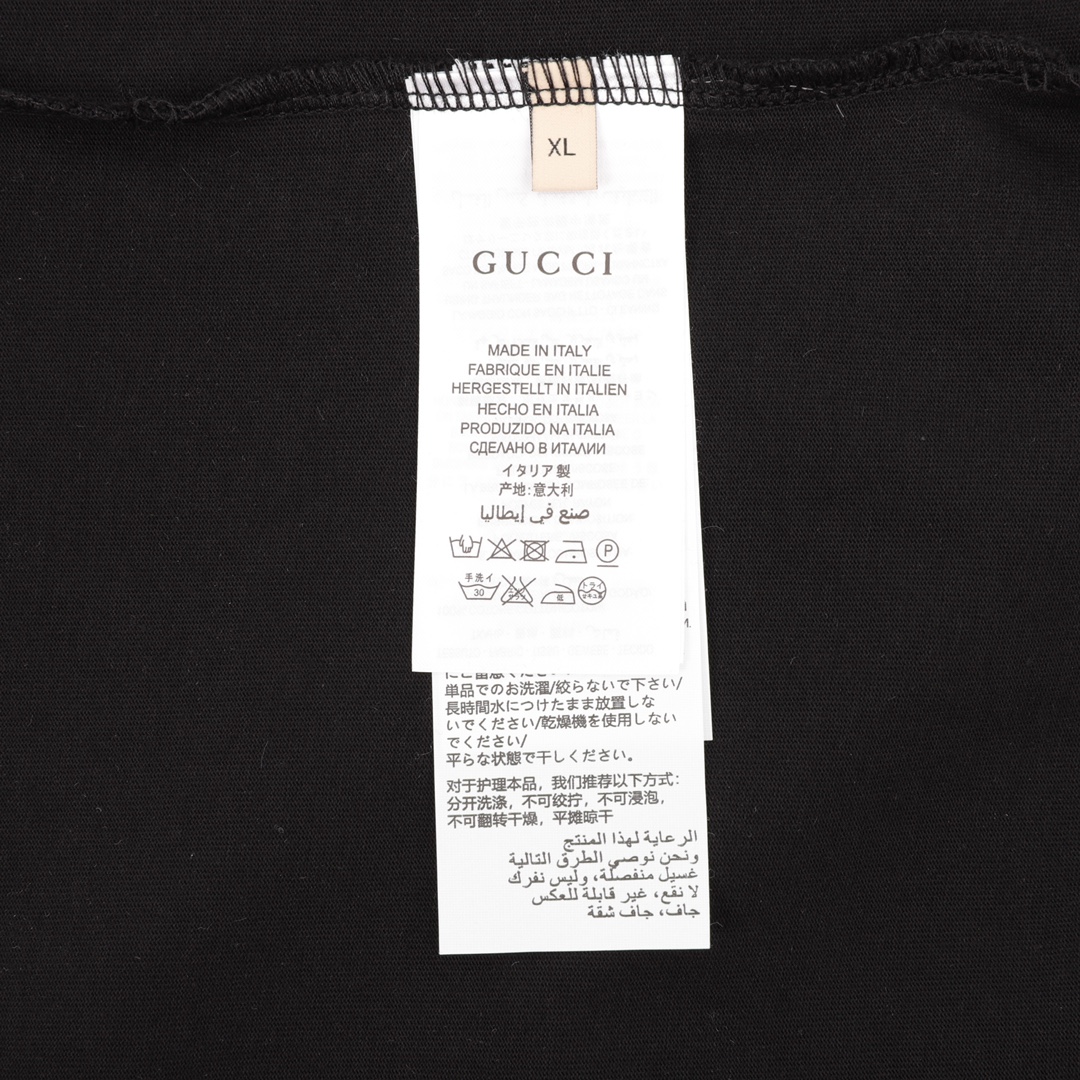 XL
GUCCI
MADE IN ITALY
FABRIQUE EN ITALIE
HERGESTELLT IN ITALIEN
HECHO EN ITALIA
PRODUZIDO NA ITALIA
СДЕЛАНО В ИТАЛИИ
イタリア製
产地:意大利
صنع في إيطاليا
P
手洗イ
30
低
ドライ
単品でのお洗濯/絞らないで下さい/
長時間水につけたまま放置しな
いでください/乾燥機を使用しない
でください/
平らな状態で干しください。
对于护理本品，我们推荐以下方式:
分开洗涤，不可绞拧，不可浸泡，
不可翻转干燥，平摊晾干
الرعاية لهذا المنتج
ونحن نوصي الطرق التالية
غسيل منفصلة، وليس نفرك
لا نقع، غير قابلة للعكس
جاف، جاف شقة